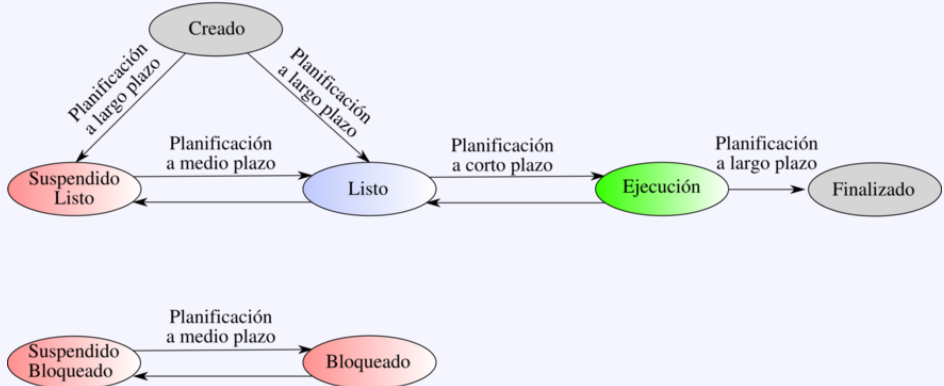 Creado
Planificación
a largo plazo
Planificación
a largo plazo
Planificación
a medio plazo
Planificación
a corto plazo
Planificación
a largo plazo
Suspendido
Listo
Listo
Ejecución
Finalizado
Planificación
a medio plazo
Suspendido
Bloqueado
Bloqueado